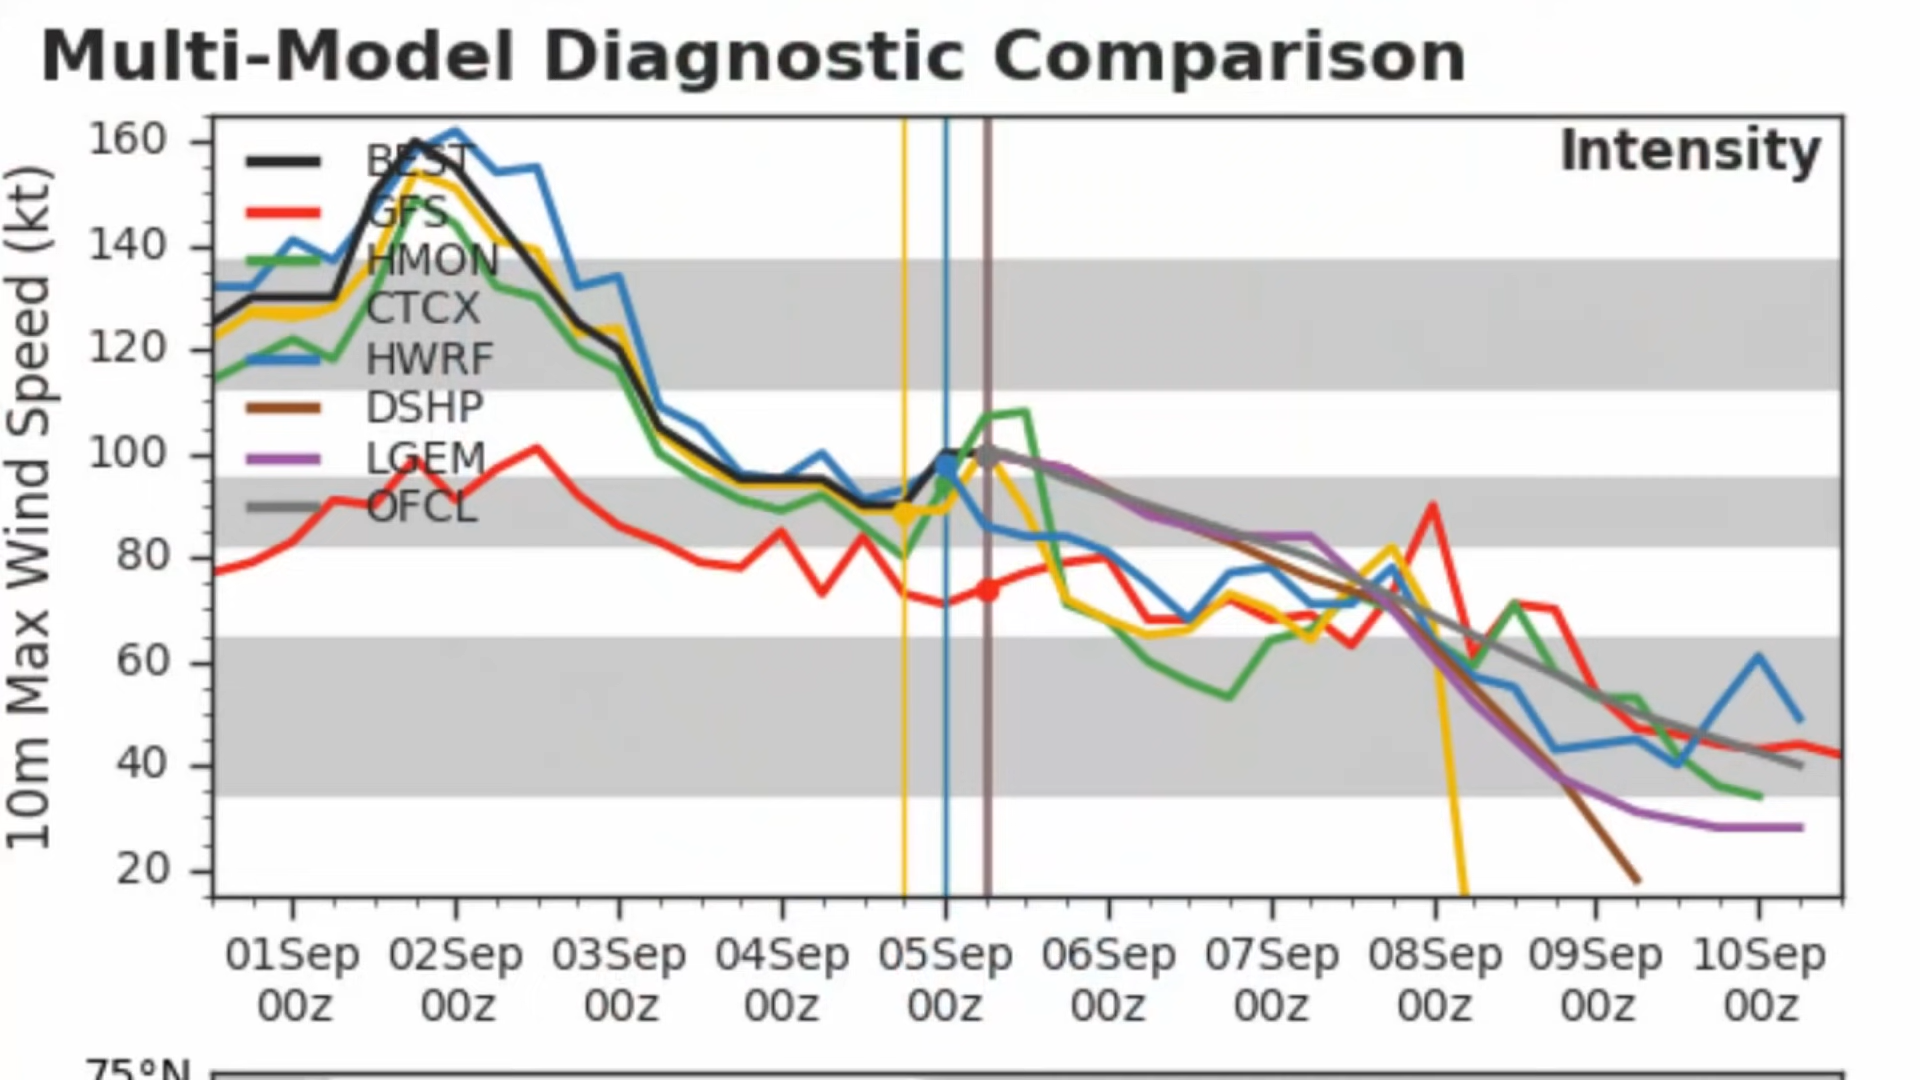 Multi-Model Diagnostic Comparison
Intensity
10m Max Wind Speed (kt)
160
140
120
100
80
60
40
20
BEST
GFS
HMON
CTCX
HWRF
DSHP
LGEM
OFCL
01Sep 02Sep 03Sep 04Sep 05Sep 06Sep 07Sep 08Sep 09Sep 10Sep
00z 00z 00z 00z 00z 00z 00z 00z 00z 00z
75°N